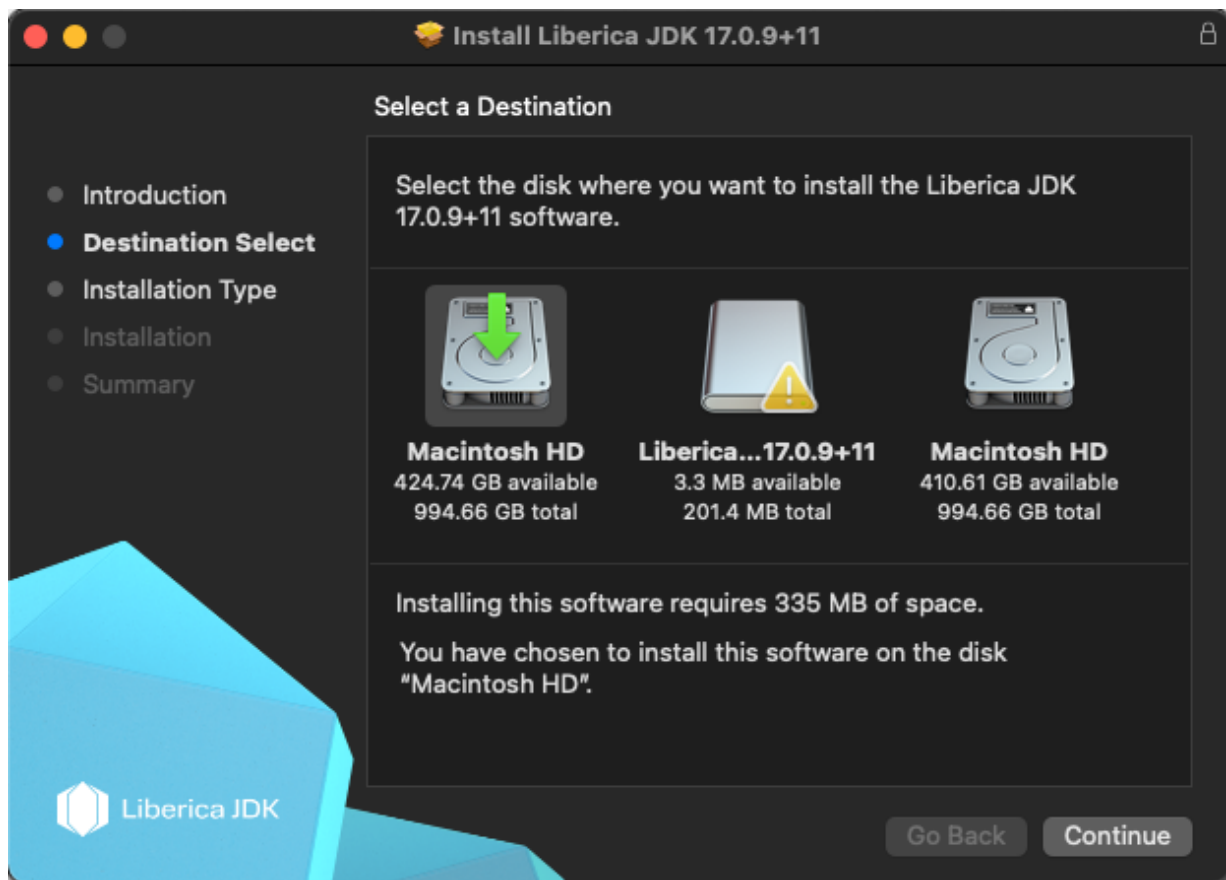 Install Liberica JDK 17.0.9+11
Select a Destination
Introduction
Destination Select
Installation Type
Installation
Summary
Select the disk where you want to install the Liberica JDK
17.0.9+11 software.
Macintosh HD
424.74 GB available
994.66 GB total
Liberica...17.0.9+11
3.3 MB available
201.4 MB total
Macintosh HD
410.61 GB available
994.66 GB total
Installing this software requires 335 MB of space.
You have chosen to install this software on the disk
“Macintosh HD”.
Liberica JDK
Go Back
Continue